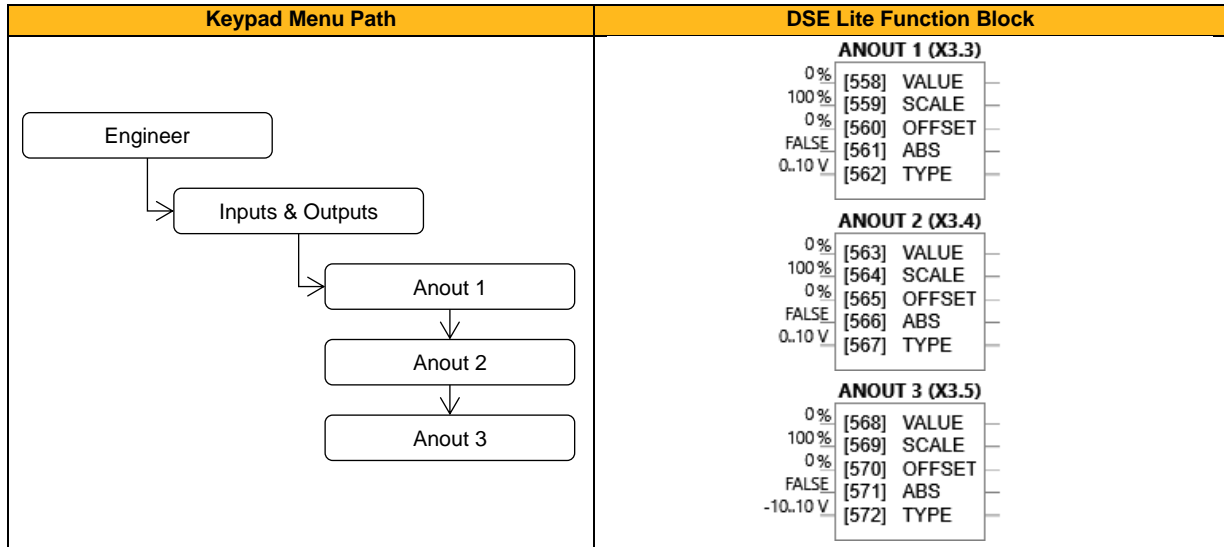 Keypad Menu Path
DSE Lite Function Block
Engineer
Inputs & Outputs
Anout 1
Anout 2
Anout 3
ANOUT 1 (X3.3)
0 % [558] VALUE
100 % [559] SCALE
0 % [560] OFFSET
FALSE [561] ABS
0..10 V [562] TYPE
ANOUT 2 (X3.4)
0 % [563] VALUE
100 % [564] SCALE
0 % [565] OFFSET
FALSE [566] ABS
0..10 V [567] TYPE
ANOUT 3 (X3.5)
0 % [568] VALUE
100 % [569] SCALE
0 % [570] OFFSET
FALSE [571] ABS
-10..10 V [572] TYPE